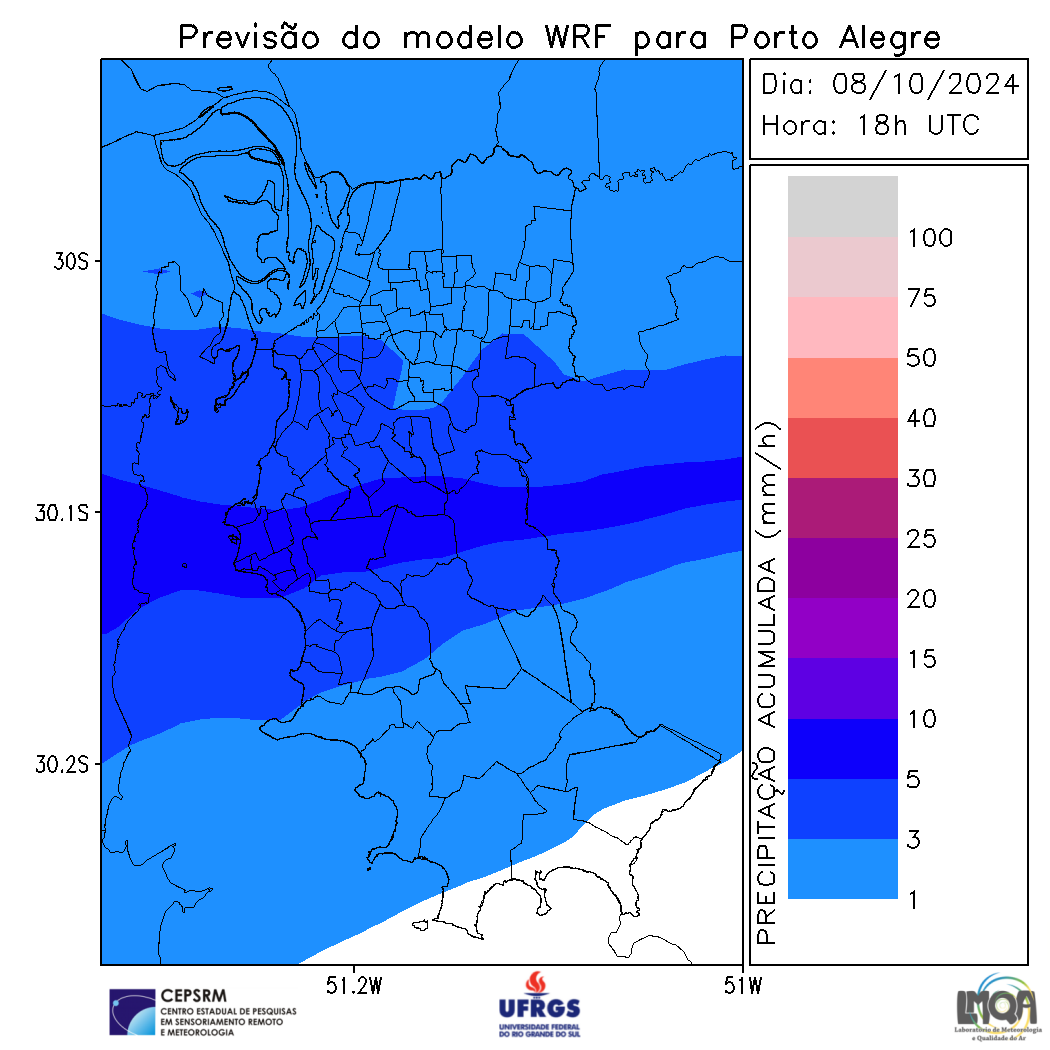 Previsão do modelo WRF para Porto Alegre
Dia: 08/10/2024
Hora: 18h UTC
100
75
50
40
30
25
20
15
10
5
3
1
PRECIPITAÇÃO ACUMULADA (mm/h)
30S
30.1S
30.2S
51.2W
51W
CEPSRM
CENTRO ESTADUAL DE PESQUISAS
EM SENSORIAMENTO REMOTO
E METEOROLOGIA
UFRGS
UNIVERSIDADE FEDERAL
DO RIO GRANDE DO SUL
LMQA
Laboratório de Meteorologia
e Qualidade do Ar